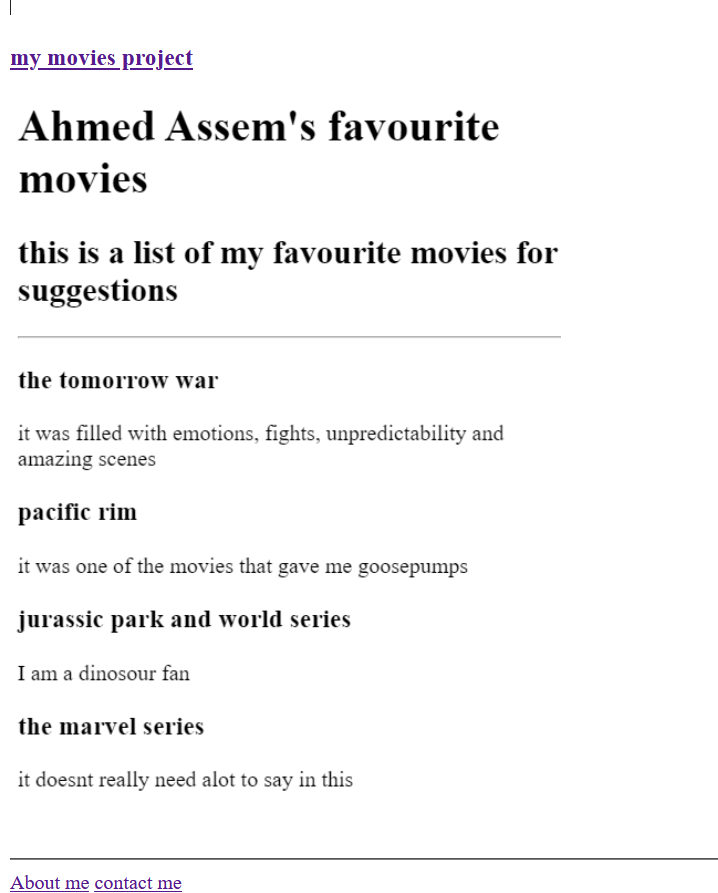 my movies project
Ahmed Assem's favourite
movies
this is a list of my favourite movies for
suggestions
the tomorrow war
it was filled with emotions, fights, unpredictability and
amazing scenes
pacific rim
it was one of the movies that gave me goosepumps
jurassic park and world series
I am a dinosour fan
the marvel series
it doesnt really need alot to say in this
About me contact me